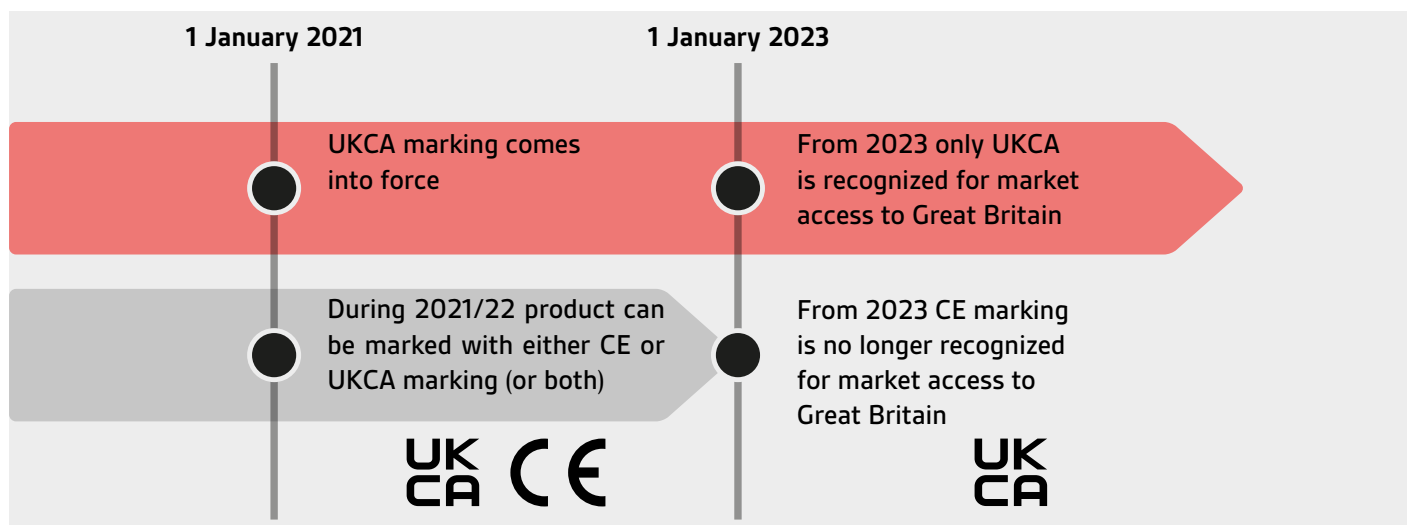 1 January 2021
1 January 2023
UKCA marking comes
into force
From 2023 only UKCA
is recognized for market
access to Great Britain
During 2021/22 product can
be marked with either CE or
UKCA marking (or both)
From 2023 CE marking
is no longer recognized
for market access to
Great Britain
UK
CA
CE
UK
CA